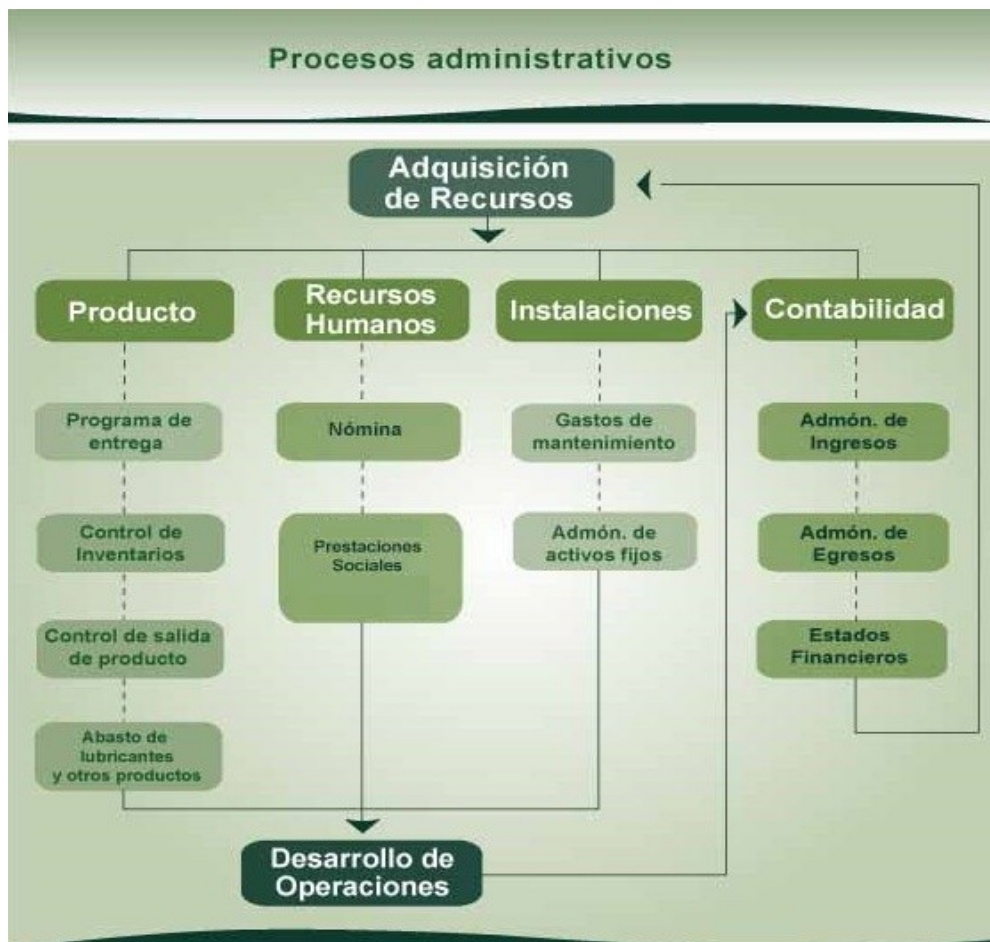 Procesos administrativos
Adquisición
de Recursos
Producto
Recursos
Humanos
Instalaciones
Contabilidad
Programa de
entrega
Nómina
Gastos de
mantenimiento
Admón. de
Ingresos
Control de
Inventarios
Prestaciones
Sociales
Admón. de
activos fijos
Admón. de
Egresos
Control de salida
de producto
Estados
Financieros
Abasto de
lubricantes
y otros productos
Desarrollo de
Operaciones